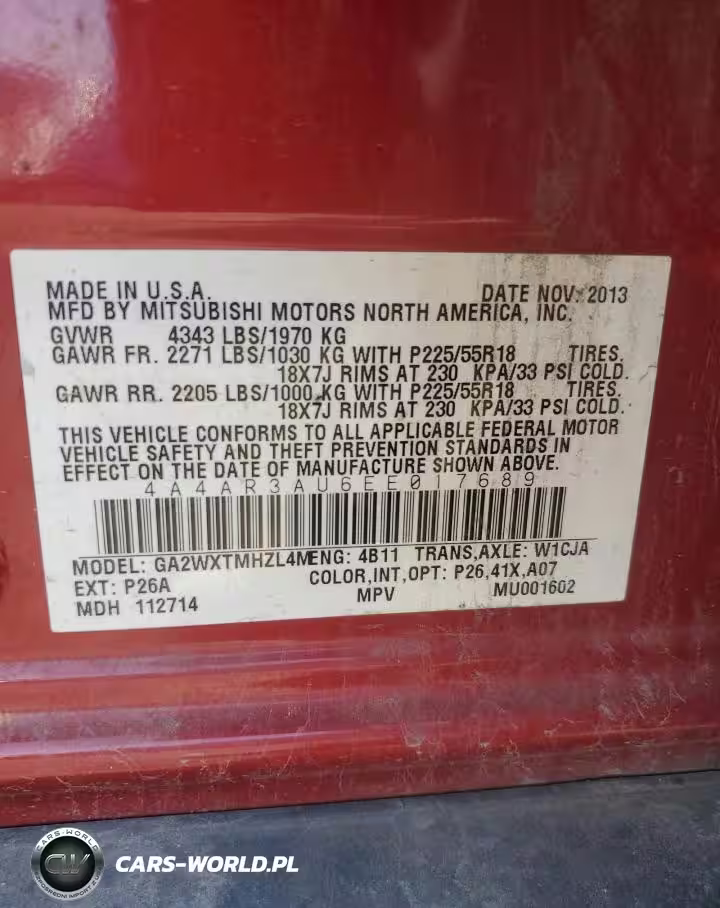 MADE IN U.S.A. DATE NOV. 2013
MFD BY MITSUBISHI MOTORS NORTH AMERICA, INC.
GVWR 4343 LBS/1970 KG
GAWR FR. 2271 LBS/1030 KG WITH P225/55R18 TIRES.
18X7J RIMS AT 230 KPA/33 PSI COLD.
GAWR RR. 2205 LBS/1000 KG WITH P225/55R18 TIRES.
18X7J RIMS AT 230 KPA/33 PSI COLD.
THIS VEHICLE CONFORMS TO ALL APPLICABLE FEDERAL MOTOR
VEHICLE SAFETY AND THEFT PREVENTION STANDARDS IN
EFFECT ON THE DATE OF MANUFACTURE SHOWN ABOVE.
4A4AR3AU6EE017689
MODEL: GA2WXTMHZL4M ENG: 4B11 TRANS,AXLE: W1CJA
EXT: P26A COLOR,INT,OPT: P26,41X,A07
MDH 112714 MPV MU001602
CARS-WORLD
CW
CARS-WORLD.PL